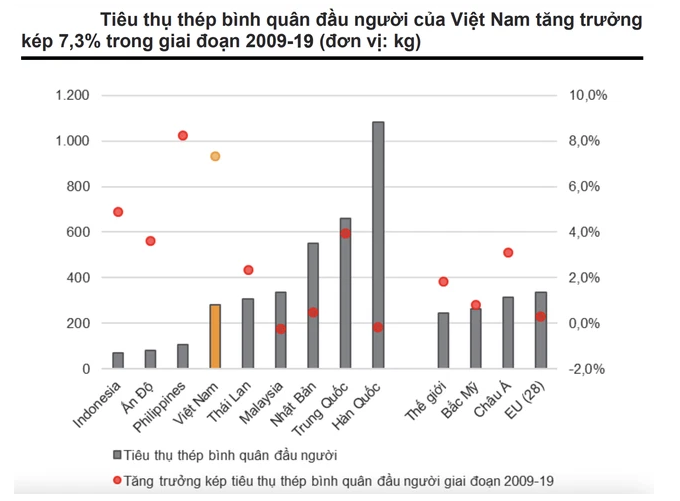 Tiêu thụ thép bình quân đầu người của Việt Nam tăng trưởng
kép 7,3% trong giai đoạn 2009-19 (đơn vị: kg)
1.200
1.000
800
600
400
200
0
10,0%
8,0%
6,0%
4,0%
2,0%
0,0%
-2,0%
Indonesia
Ấn Độ
Philippines
Việt Nam
Thái Lan
Malaysia
Nhật Bản
Trung Quốc
Hàn Quốc
Thế giới
Bắc Mỹ
Châu Á
EU (28)
Tiêu thụ thép bình quân đầu người
Tăng trưởng kép tiêu thụ thép bình quân đầu người giai đoạn 2009-19